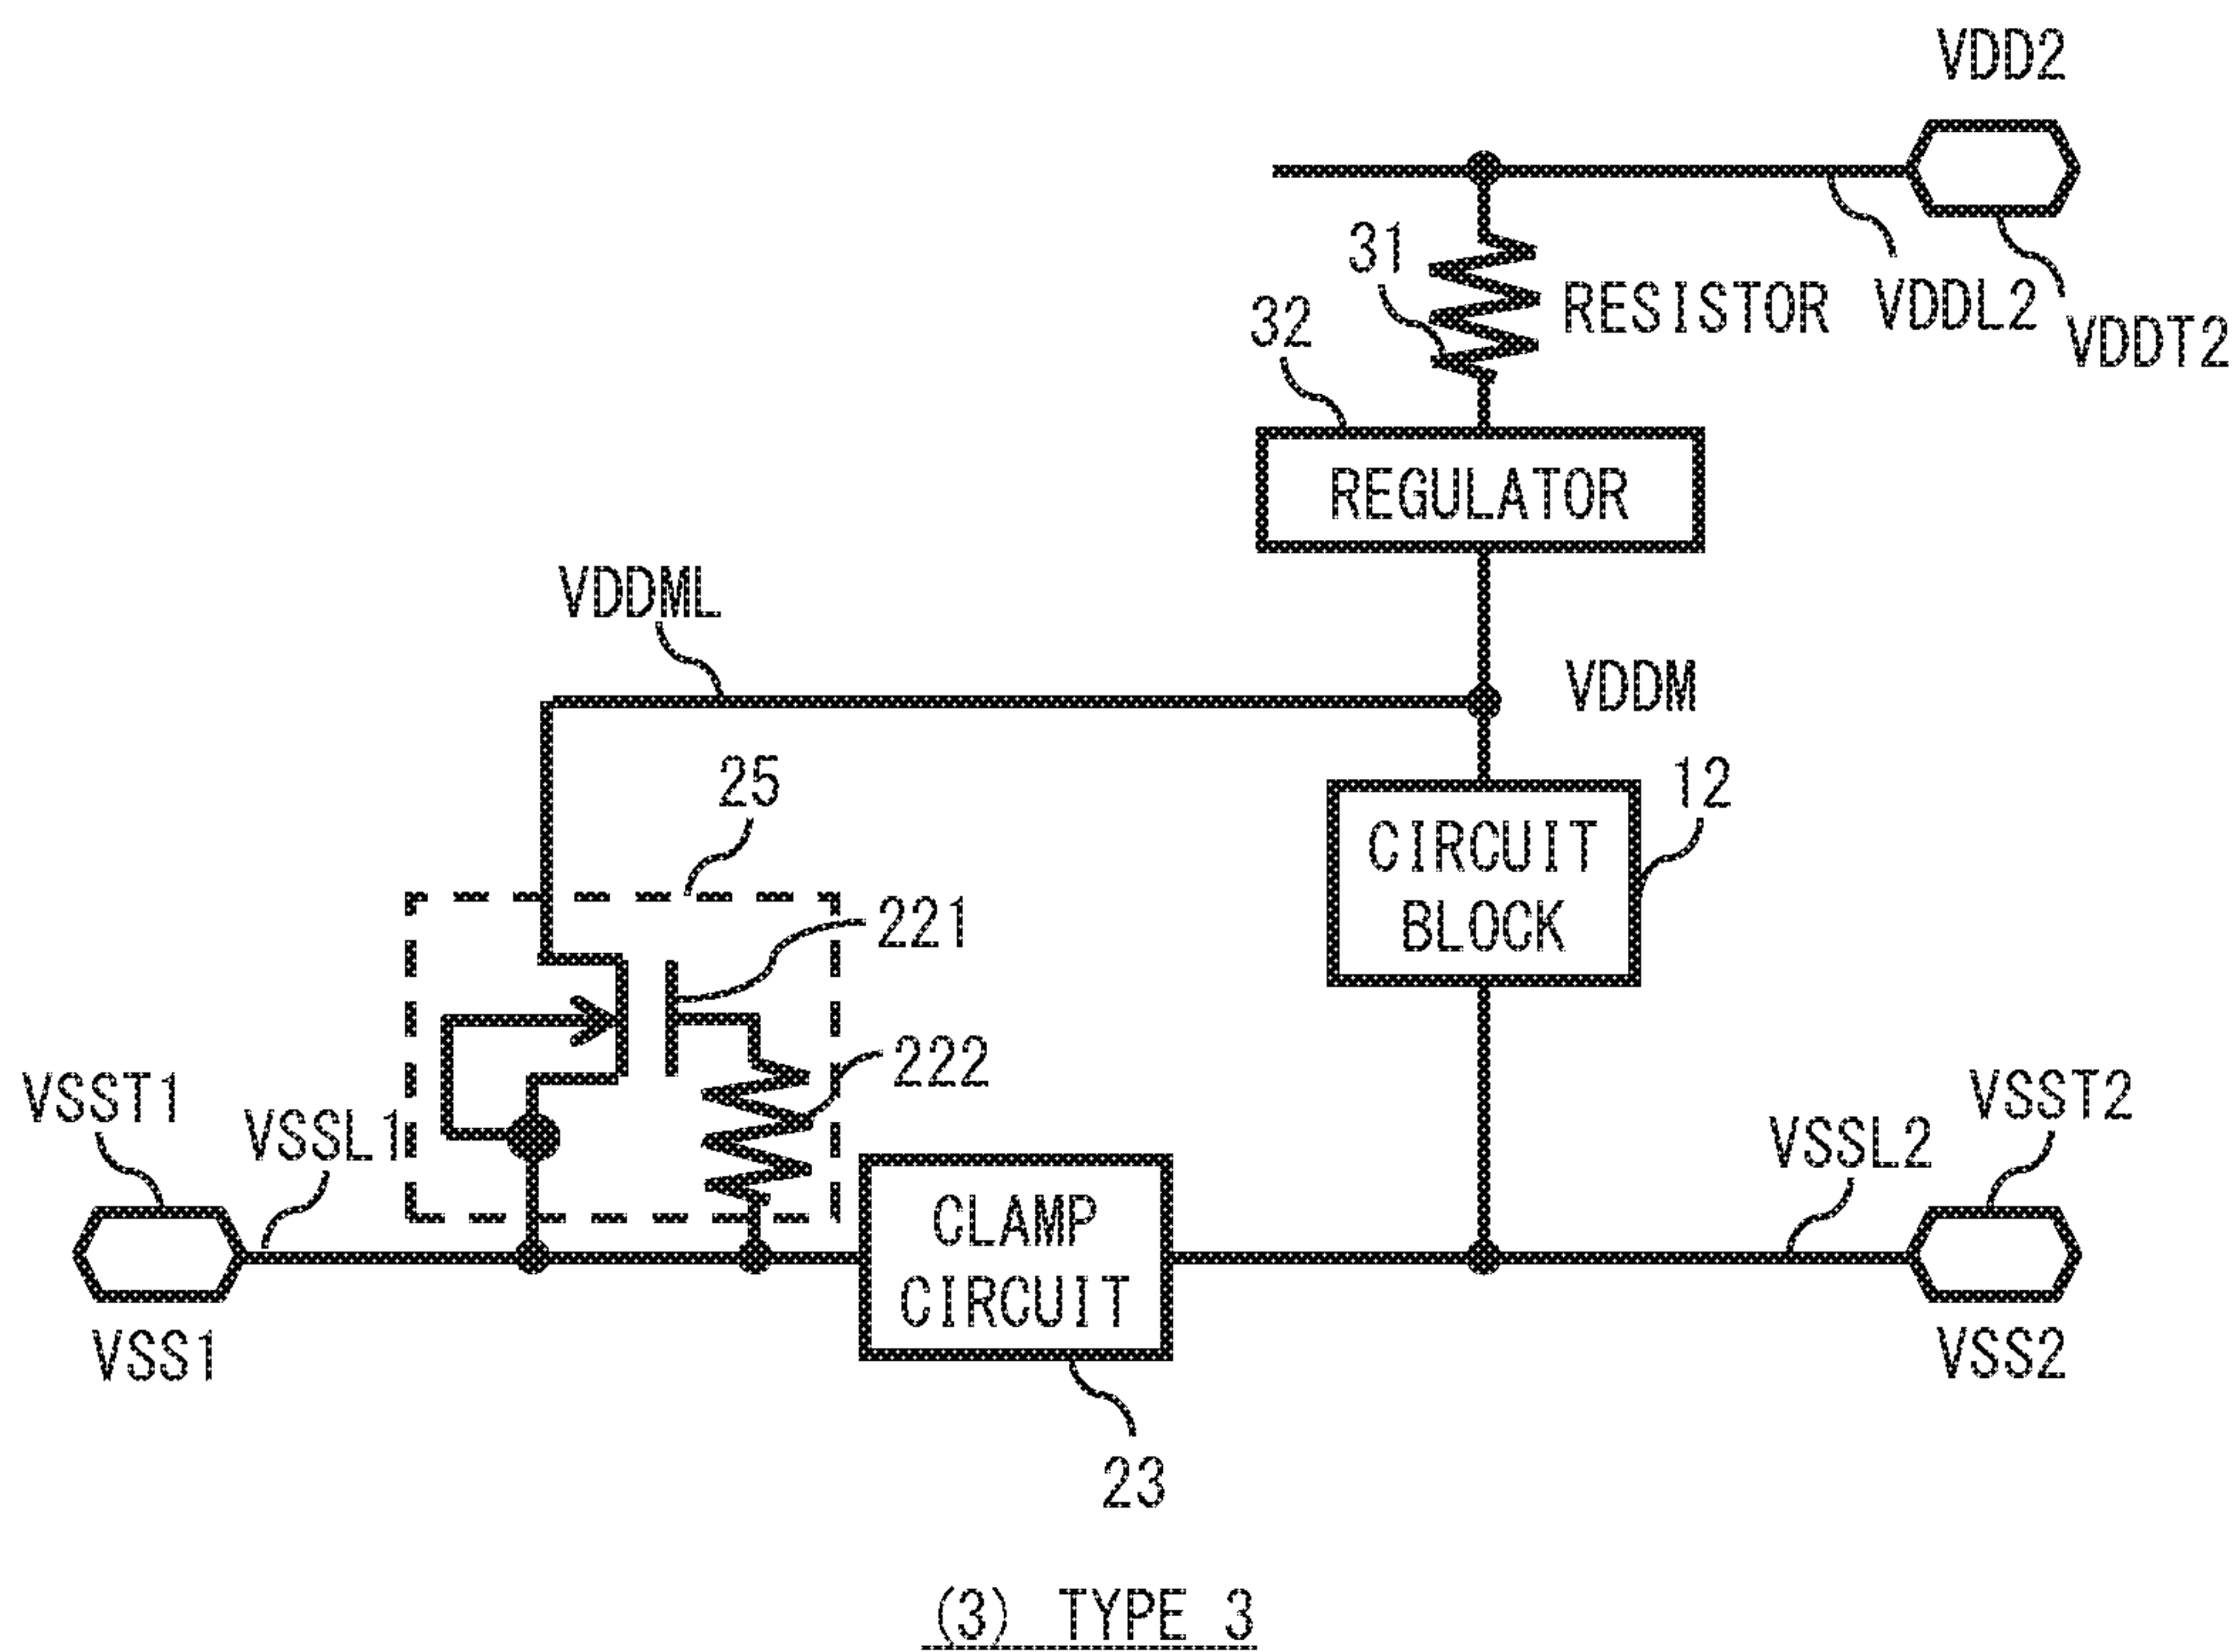 VDD2
31
RESISTOR
VDDL2
VDDT2
32
REGULATOR
VDDML
VDDM
25
12
CIRCUIT
BLOCK
221
222
VSST1
VSSL1
VSSL2
VSST2
CLAMP
CIRCUIT
VSS1
VSS2
23
(3) TYPE 3